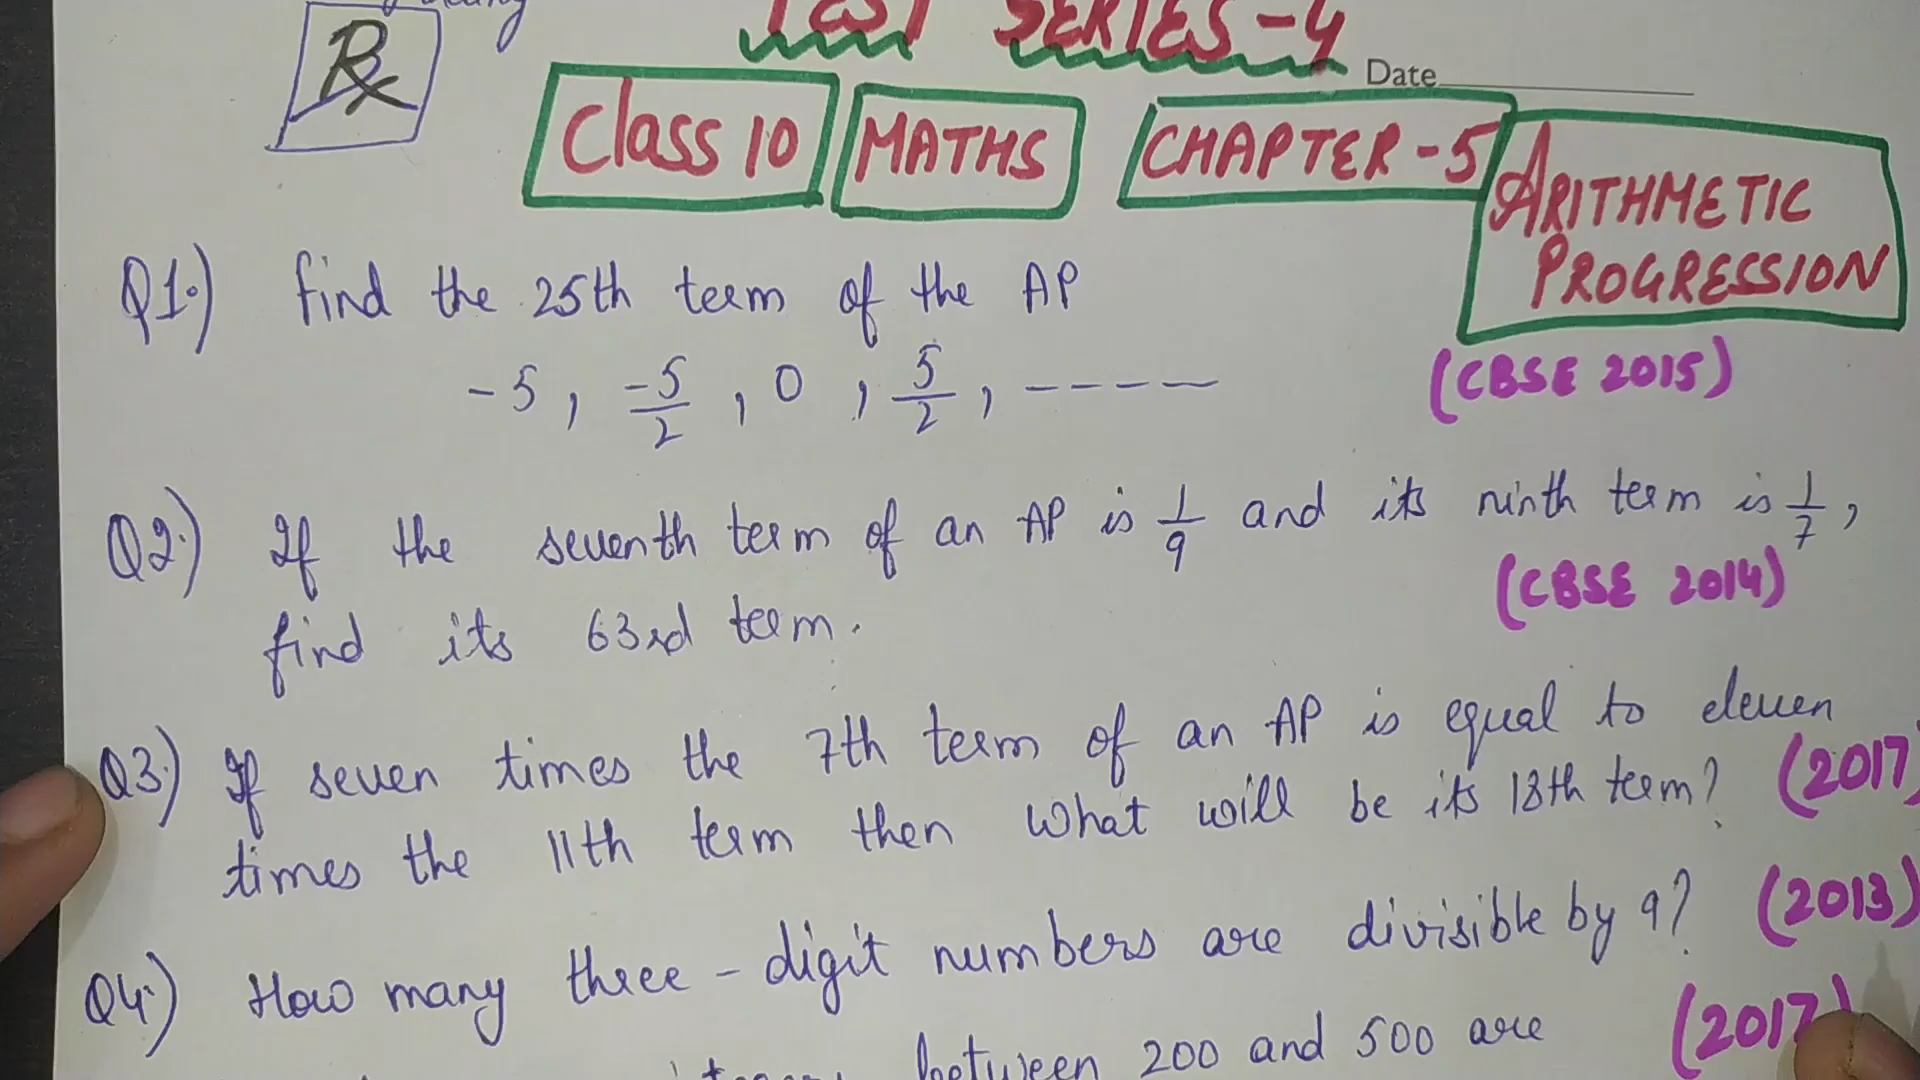 Rx
TEST SERIES-4
Date
Class 10 MATHS CHAPTER-5 ARITHMETIC
PROGRESSION
Q1.) find the 25th term of the AP
-5, -5/2, 0, 5/2, -----
(CBSE 2015)
Q2.) If the seventh term of an AP is 1/9 and its ninth term is 1/7,
(CBSE 2014)
find its 63rd term.
Q3.) If seven times the 7th term of an AP is equal to eleven
times the 11th term then what will be its 18th term? (2017)
Q4.) How many three-digit numbers are divisible by 9? (2013)
between 200 and 500 are (2017)